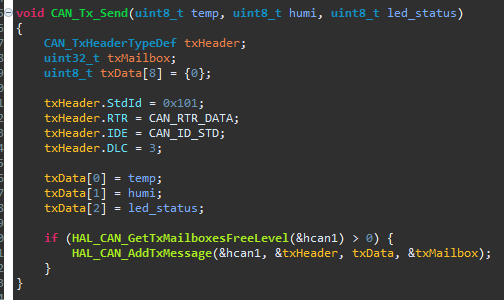 void CAN_Tx_Send(uint8_t temp, uint8_t humi, uint8_t led_status)
{
    CAN_TxHeaderTypeDef txHeader;
    uint32_t txMailbox;
    uint8_t txData[8] = {0};

    txHeader.StdId = 0x101;
    txHeader.RTR = CAN_RTR_DATA;
    txHeader.IDE = CAN_ID_STD;
    txHeader.DLC = 3;

    txData[0] = temp;
    txData[1] = humi;
    txData[2] = led_status;

    if (HAL_CAN_GetTxMailboxesFreeLevel(&hcan1) > 0) {
        HAL_CAN_AddTxMessage(&hcan1, &txHeader, txData, &txMailbox);
    }
}